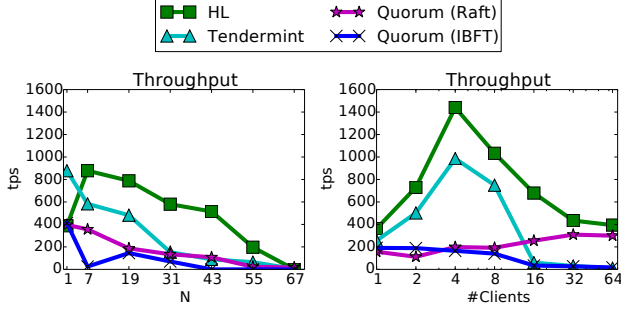 HL
Quorum (Raft)
Tendermint
Quorum (IBFT)
Throughput
1600
1400
1200
1000
800
600
400
200
0
tps
1 7 19 31 43 55 67
N
Throughput
1600
1400
1200
1000
800
600
400
200
0
tps
1 2 4 8 16 32 64
#Clients